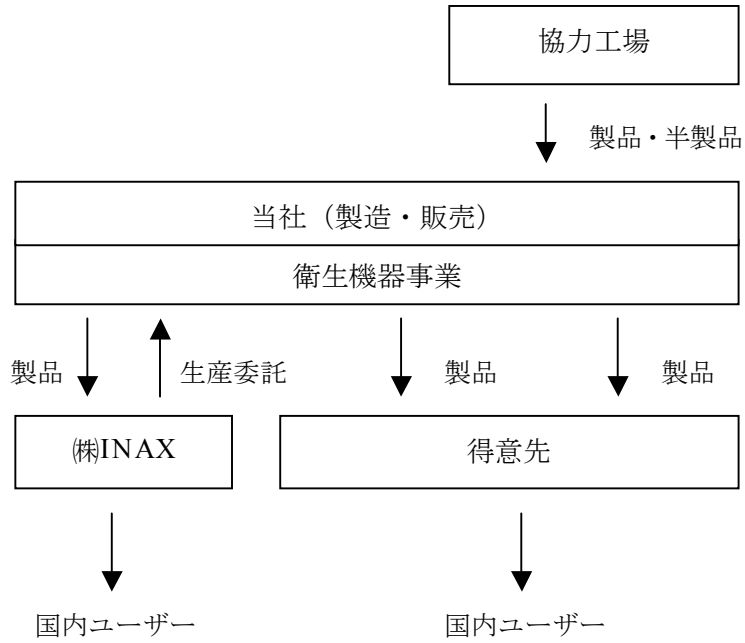 協力工場
製品・半製品
当社（製造・販売）
衛生機器事業
製品
生産委託
製品
製品
㈱INAX
得意先
国内ユーザー
国内ユーザー